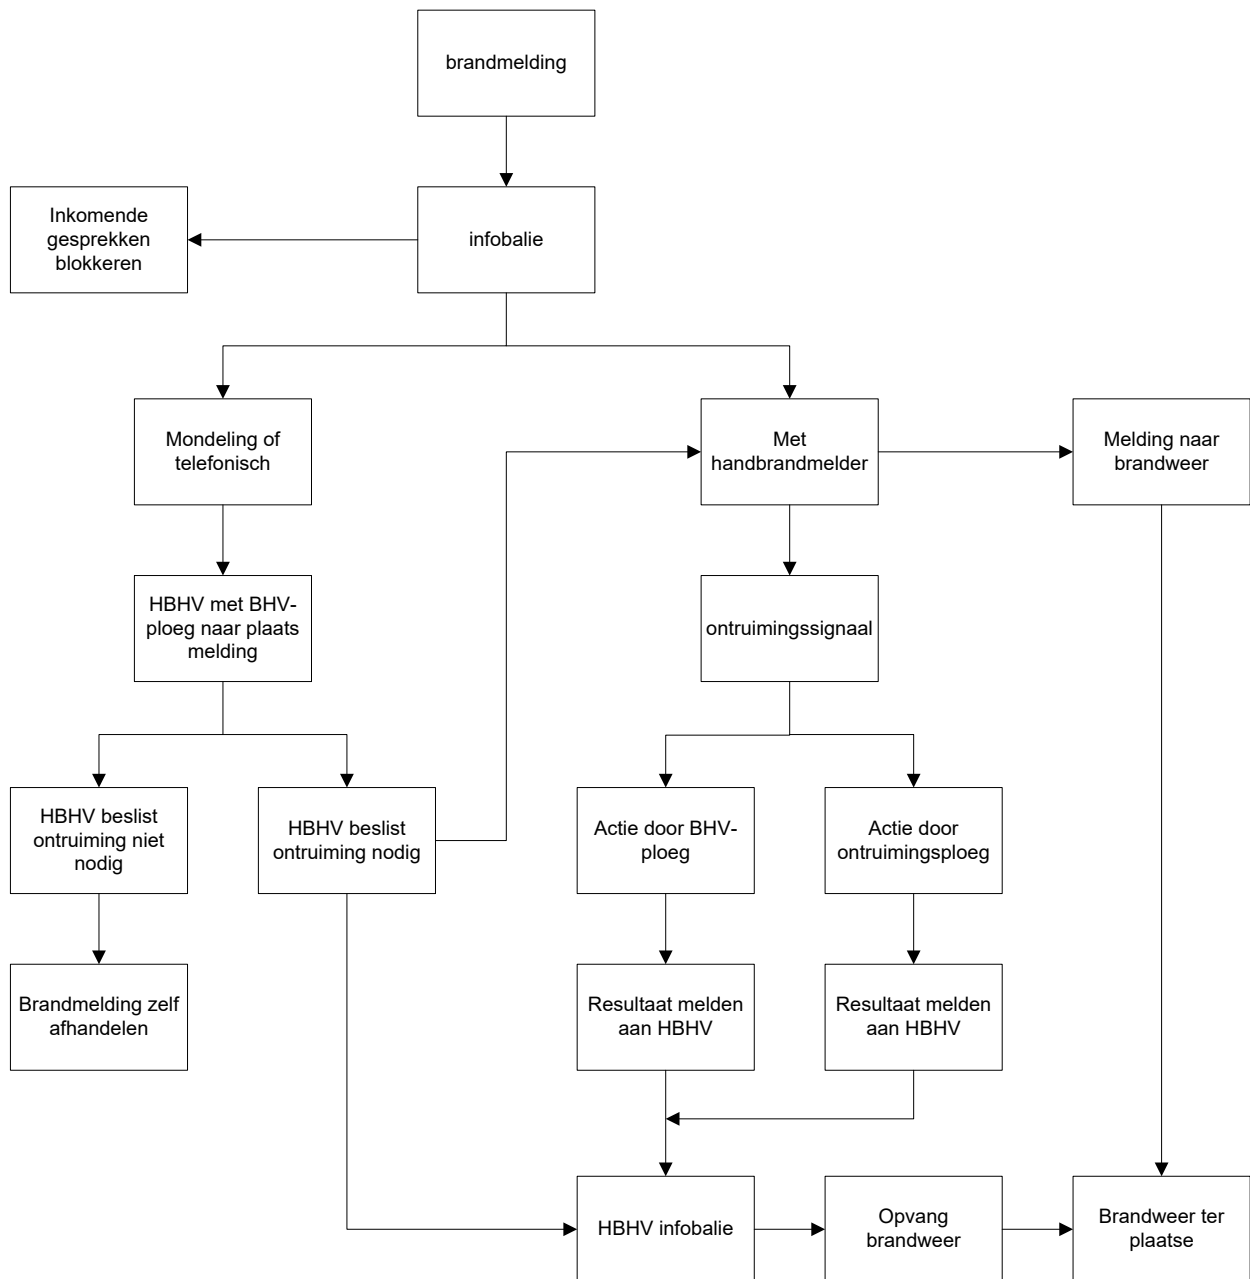 brandmelding
Inkomende
gesprekken
blokkeren
infobalie
Mondeling of
telefonisch
Met
handbrandmelder
Melding naar
brandweer
HBHV met BHV-
ploeg naar plaats
melding
ontruimingssignaal
HBHV beslist
ontruiming niet
nodig
HBHV beslist
ontruiming nodig
Actie door BHV-
ploeg
Actie door
ontruimingsploeg
Brandmelding zelf
afhandelen
Resultaat melden
aan HBHV
Resultaat melden
aan HBHV
HBHV infobalie
Opvang
brandweer
Brandweer ter
plaatse